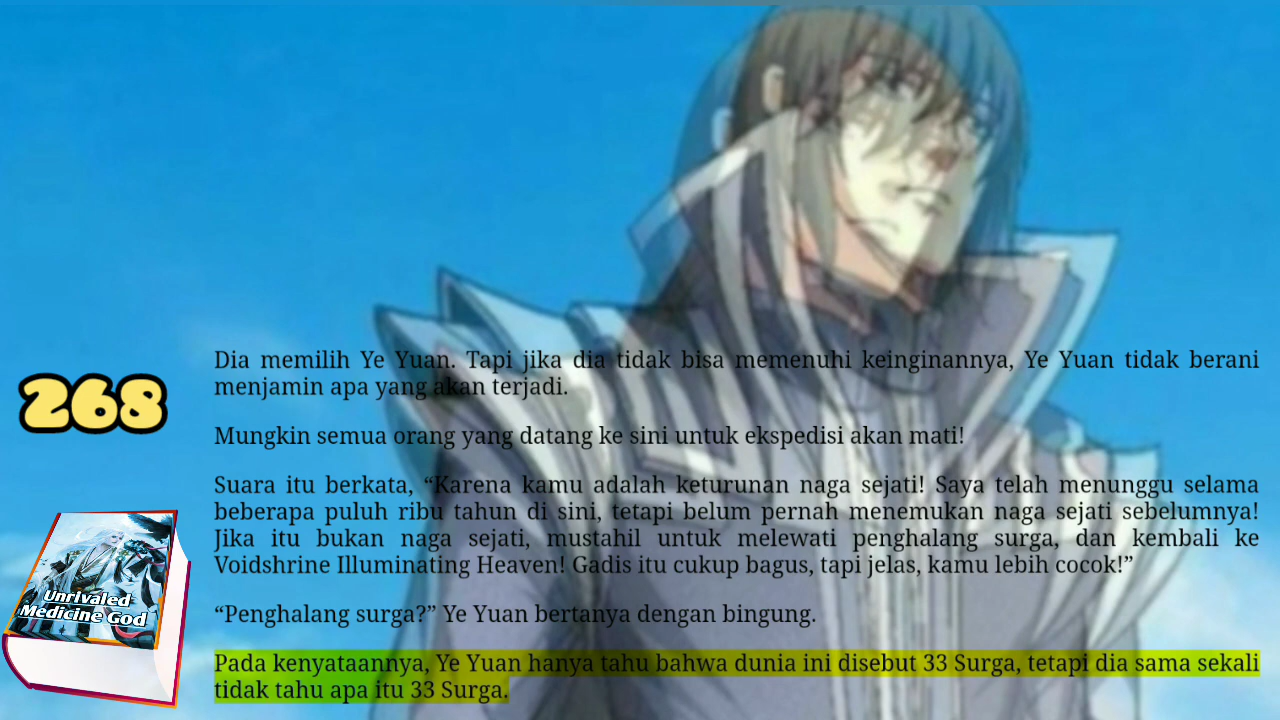 Dia memilih Ye Yuan. Tapi jika dia tidak bisa memenuhi keinginannya, Ye Yuan tidak berani
menjamin apa yang akan terjadi.
268
Mungkin semua orang yang datang ke sini untuk ekspedisi akan mati!
Suara itu berkata, “Karena kamu adalah keturunan naga sejati! Saya telah menunggu selama
beberapa puluh ribu tahun di sini, tetapi belum pernah menemukan naga sejati sebelumnya!
Jika itu bukan naga sejati, mustahil untuk melewati penghalang surga, dan kembali ke
Voidshrine Illuminating Heaven! Gadis itu cukup bagus, tapi jelas, kamu lebih cocok!”
Unrivaled
Medicine God
“Penghalang surga?” Ye Yuan bertanya dengan bingung.
Pada kenyataannya, Ye Yuan hanya tahu bahwa dunia ini disebut 33 Surga, tetapi dia sama sekali
tidak tahu apa itu 33 Surga.